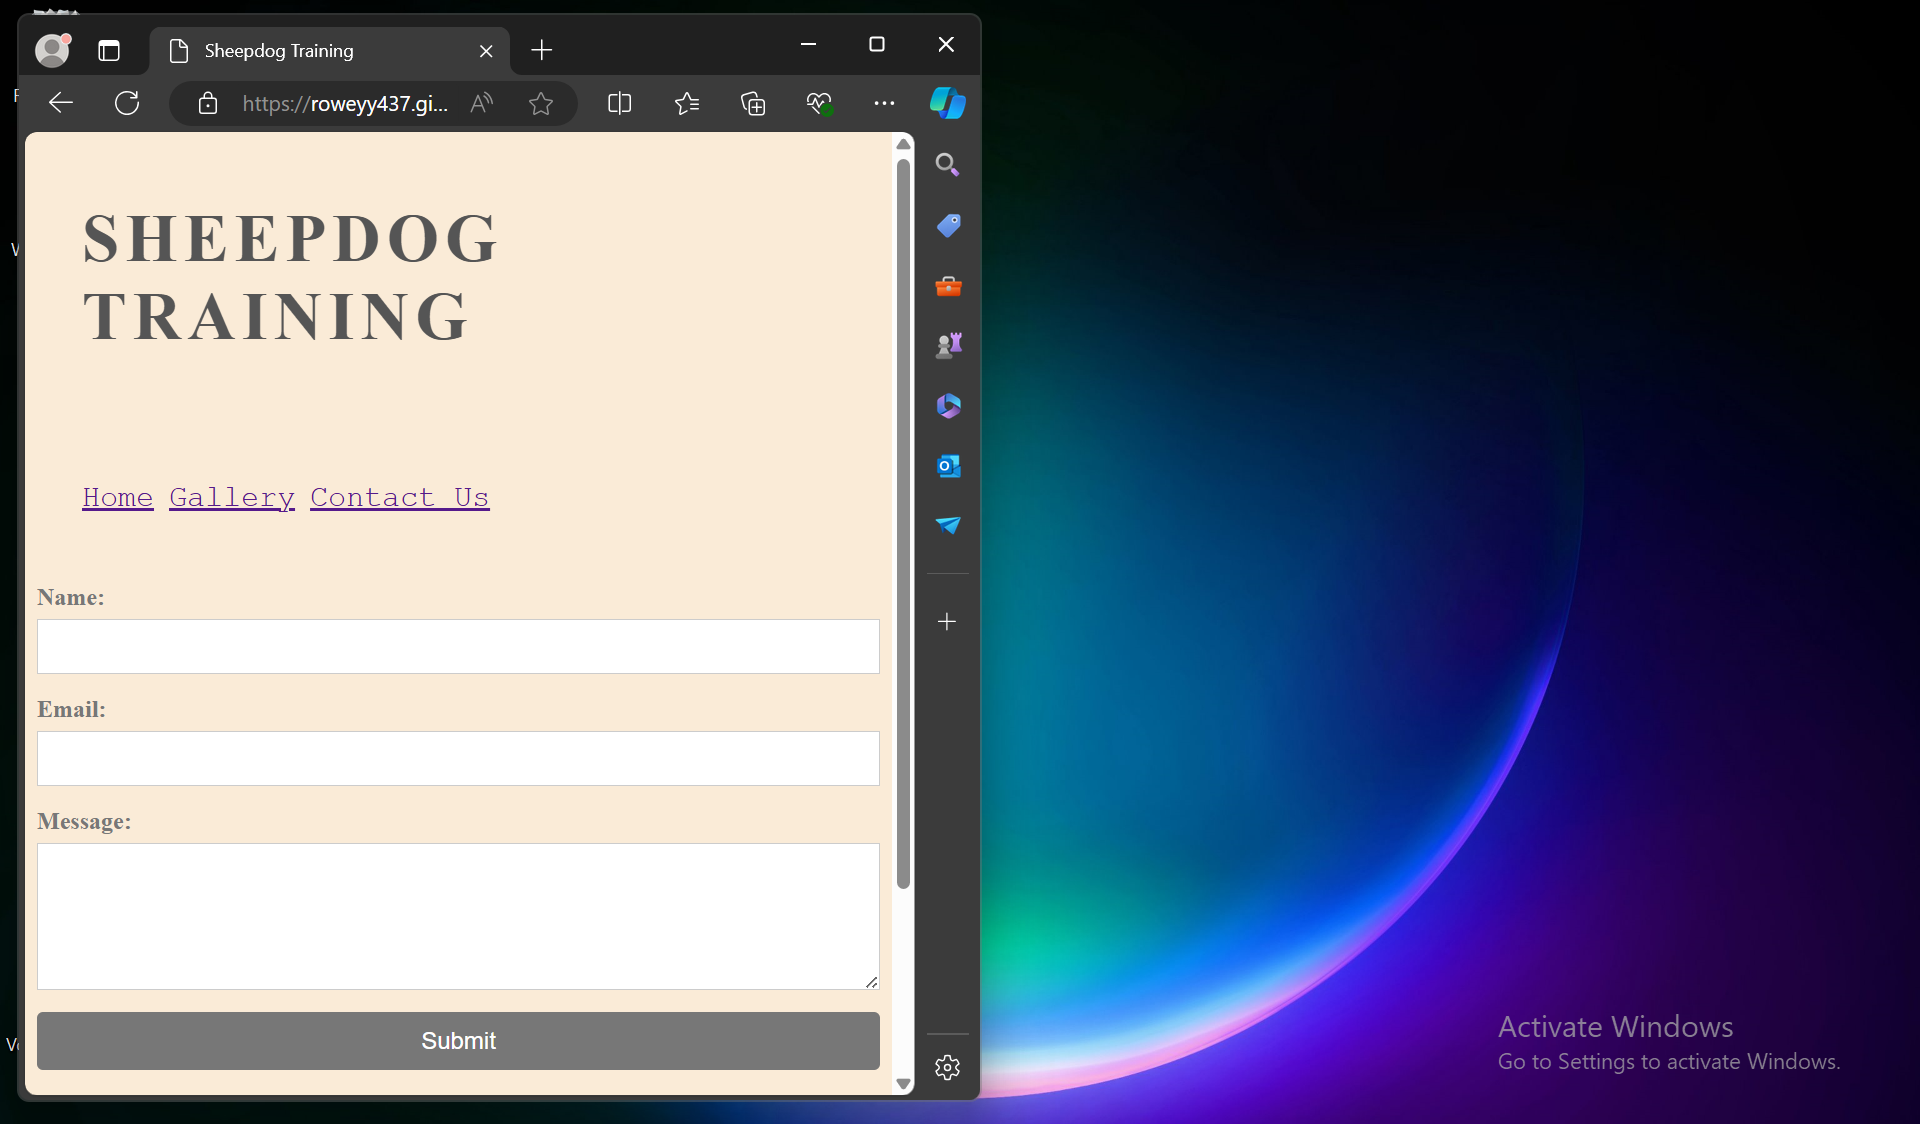 Sheepdog Training
https://roweyy437.gi...
SHEEPDOG
TRAINING
Home Gallery Contact Us
Name:
Email:
Message:
Submit
Activate Windows
Go to Settings to activate Windows.